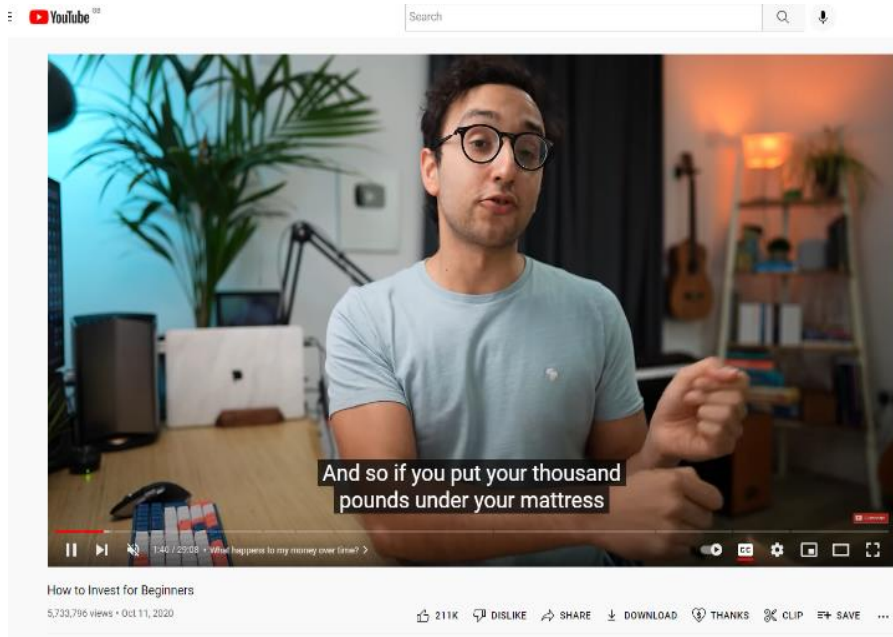 YouTube GB
Search
And so if you put your thousand
pounds under your mattress
1:40 / 29:08 • What happens to my money over time? >
CC
How to Invest for Beginners
5,733,796 views • Oct 11, 2020
211K DISLIKE SHARE DOWNLOAD THANKS CLIP SAVE ...